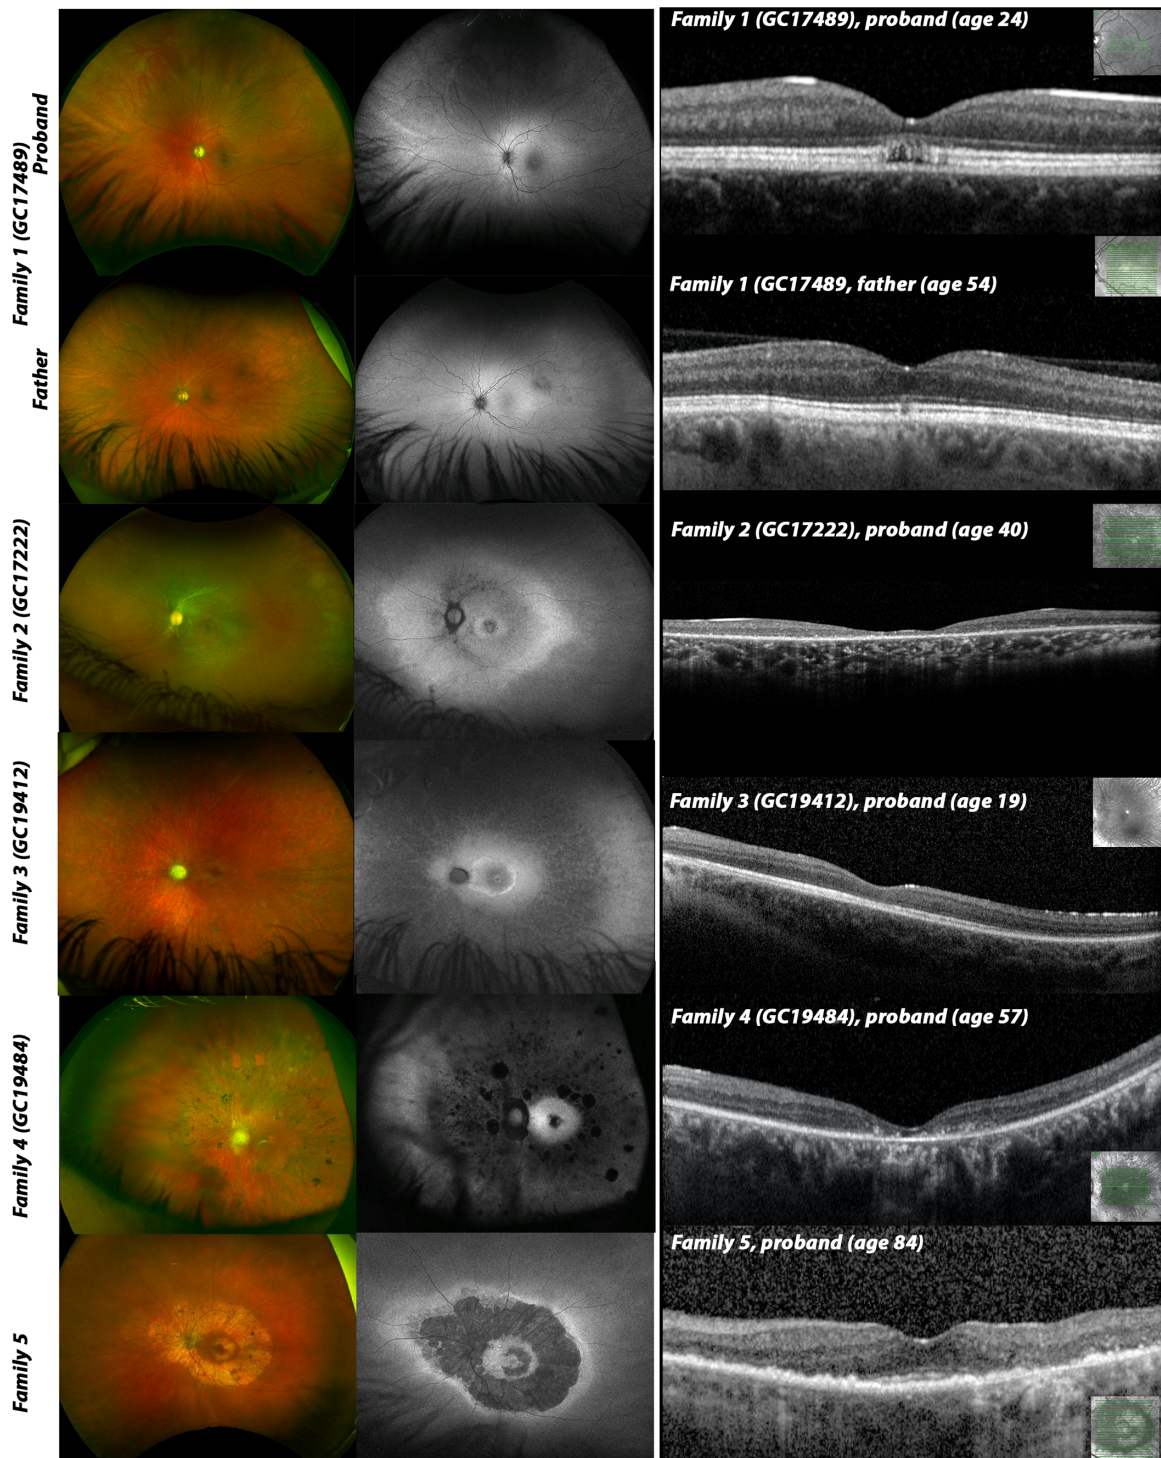 Family 1 (GC17489)
Proband
Father
Family 2 (GC17222)
Family 3 (GC19412)
Family 4 (GC19484)
Family 5
Family 1 (GC17489), proband (age 24)
Family 1 (GC17489, father (age 54)
Family 2 (GC17222), proband (age 40)
Family 3 (GC19412), proband (age 19)
Family 4 (GC19484), proband (age 57)
Family 5, proband (age 84)